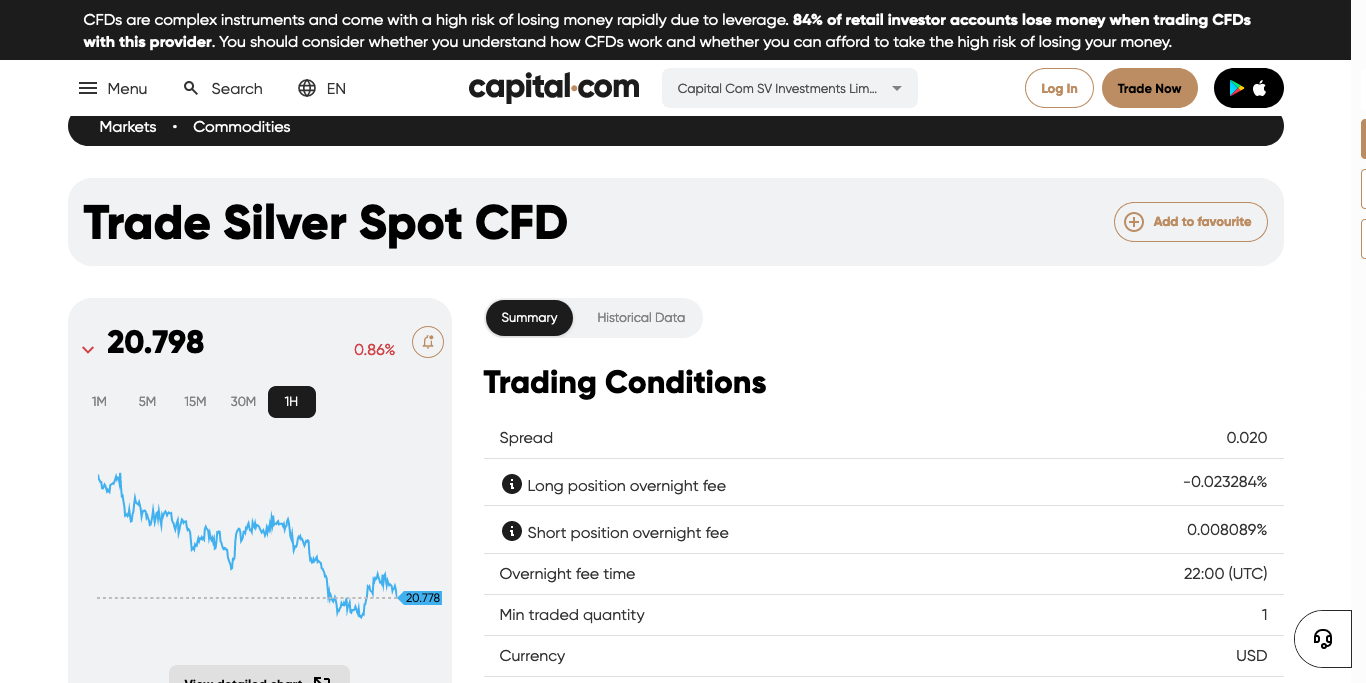 CFDs are complex instruments and come with a high risk of losing money rapidly due to leverage. 84% of retail investor accounts lose money when trading CFDs
with this provider. You should consider whether you understand how CFDs work and whether you can afford to take the high risk of losing your money.
Menu Search EN capital.com Capital Com SV Investments Lim... Log In Trade Now
Markets • Commodities
Trade Silver Spot CFD
Add to favourite
20.798 0.86%
1M 5M 15M 30M 1H
20.778
View detailed chart
Summary Historical Data
Trading Conditions
Spread 0.020
Long position overnight fee -0.023284%
Short position overnight fee 0.008089%
Overnight fee time 22:00 (UTC)
Min traded quantity 1
Currency USD